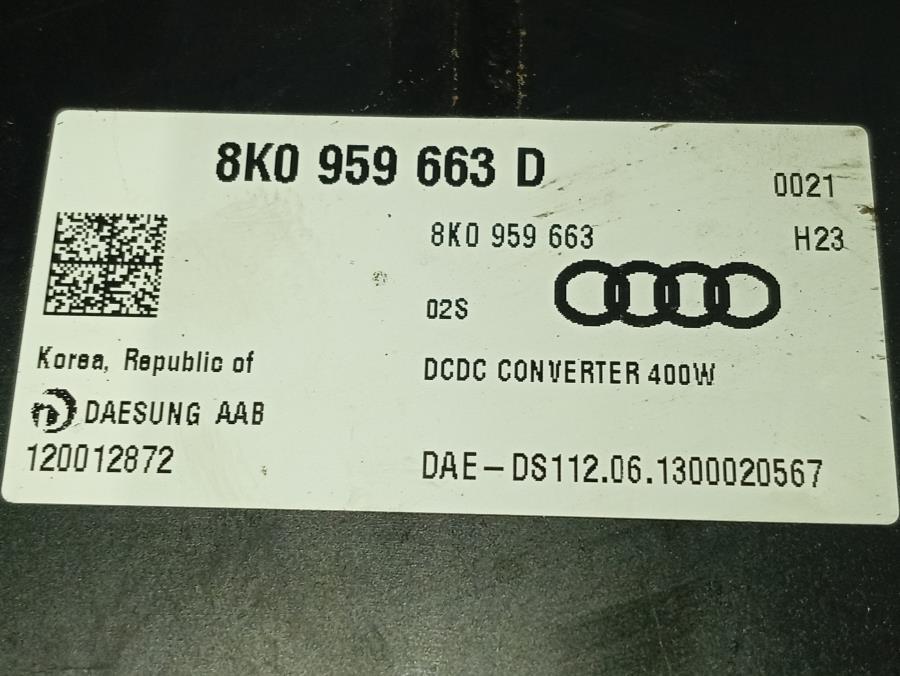 8K0 959 663 D
0021
8K0 959 663
H23
02S
Korea, Republic of
DCDC CONVERTER 400W
DAESUNG AAB
120012872
DAE-DS112.06.1300020567